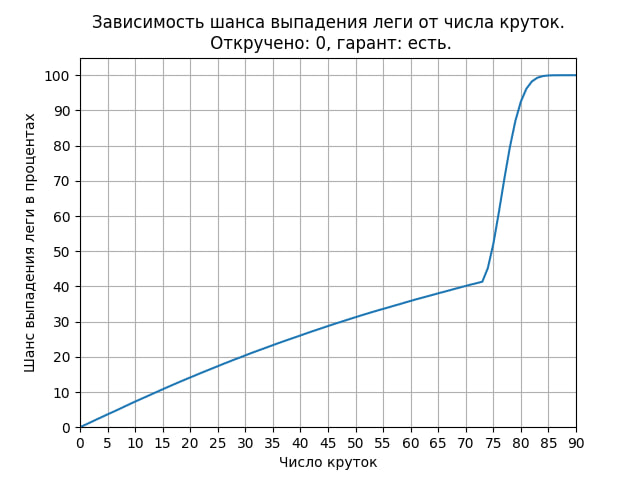 Зависимость шанса выпадения леги от числа круток.
Откручено: 0, гарант: есть.
Шанс выпадения леги в процентах
100
90
80
70
60
50
40
30
20
10
0
0 5 10 15 20 25 30 35 40 45 50 55 60 65 70 75 80 85 90
Число круток